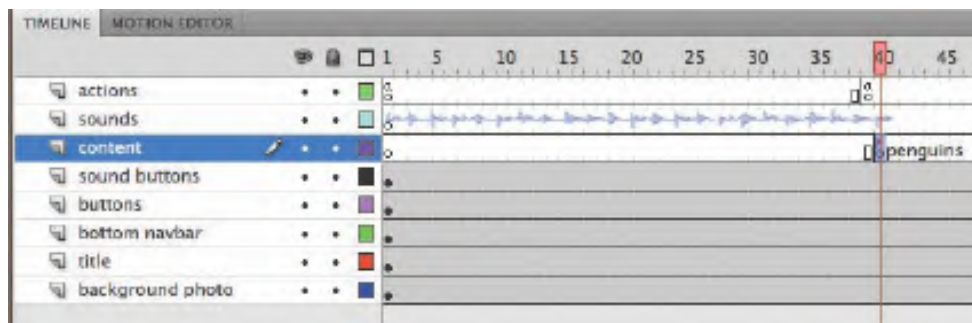 TIMELINE MOTION EDITOR
1 5 10 15 20 25 30 35 40 45
actions
sounds
content penguins
sound buttons
buttons
bottom navbar
title
background photo